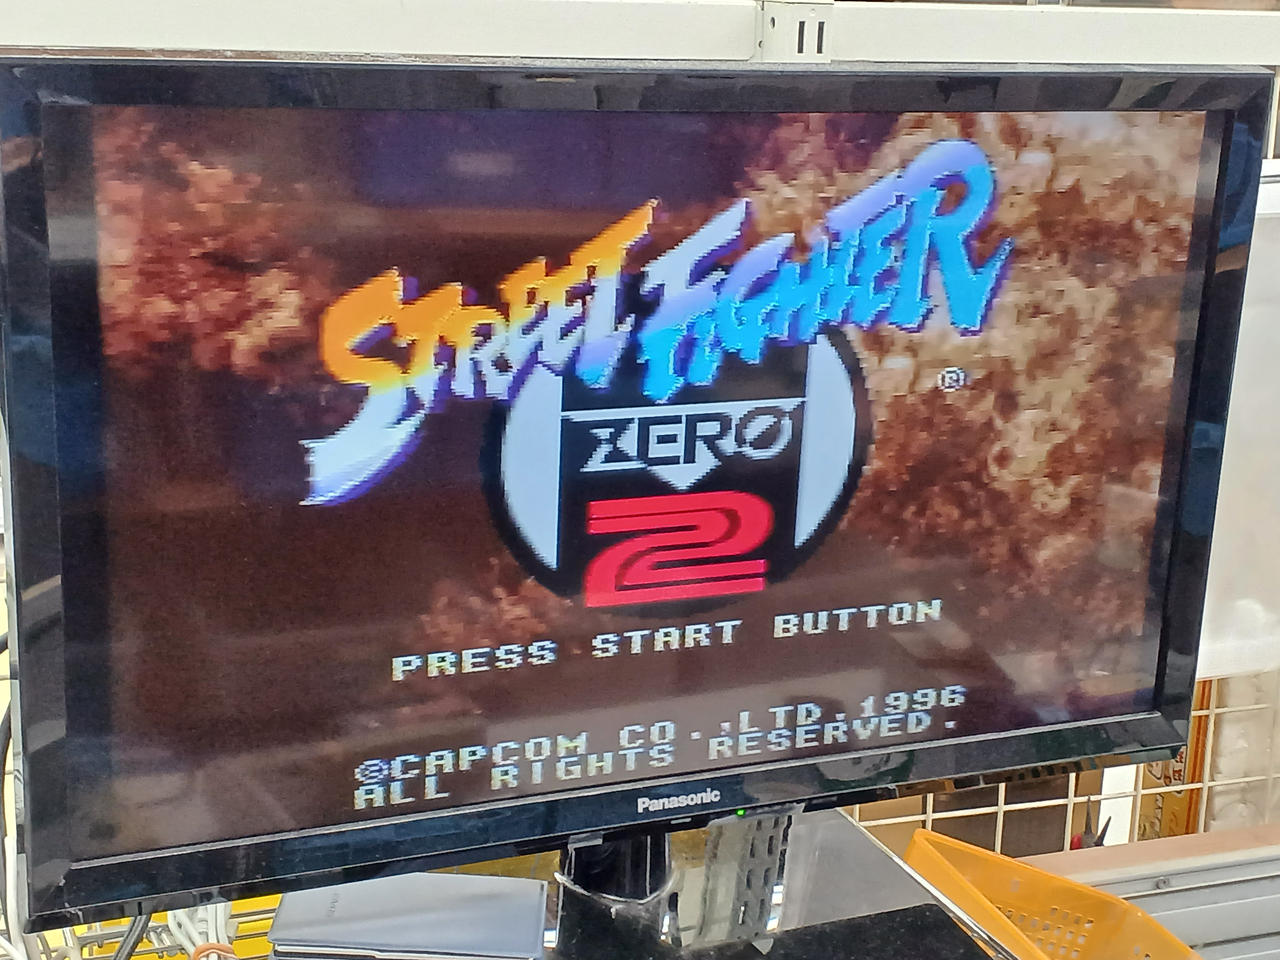 STREET FIGHTER
®
ZERO
2
PRESS START BUTTON
©CAPCOM CO.,LTD.1996
ALL RIGHTS RESERVED.
Panasonic